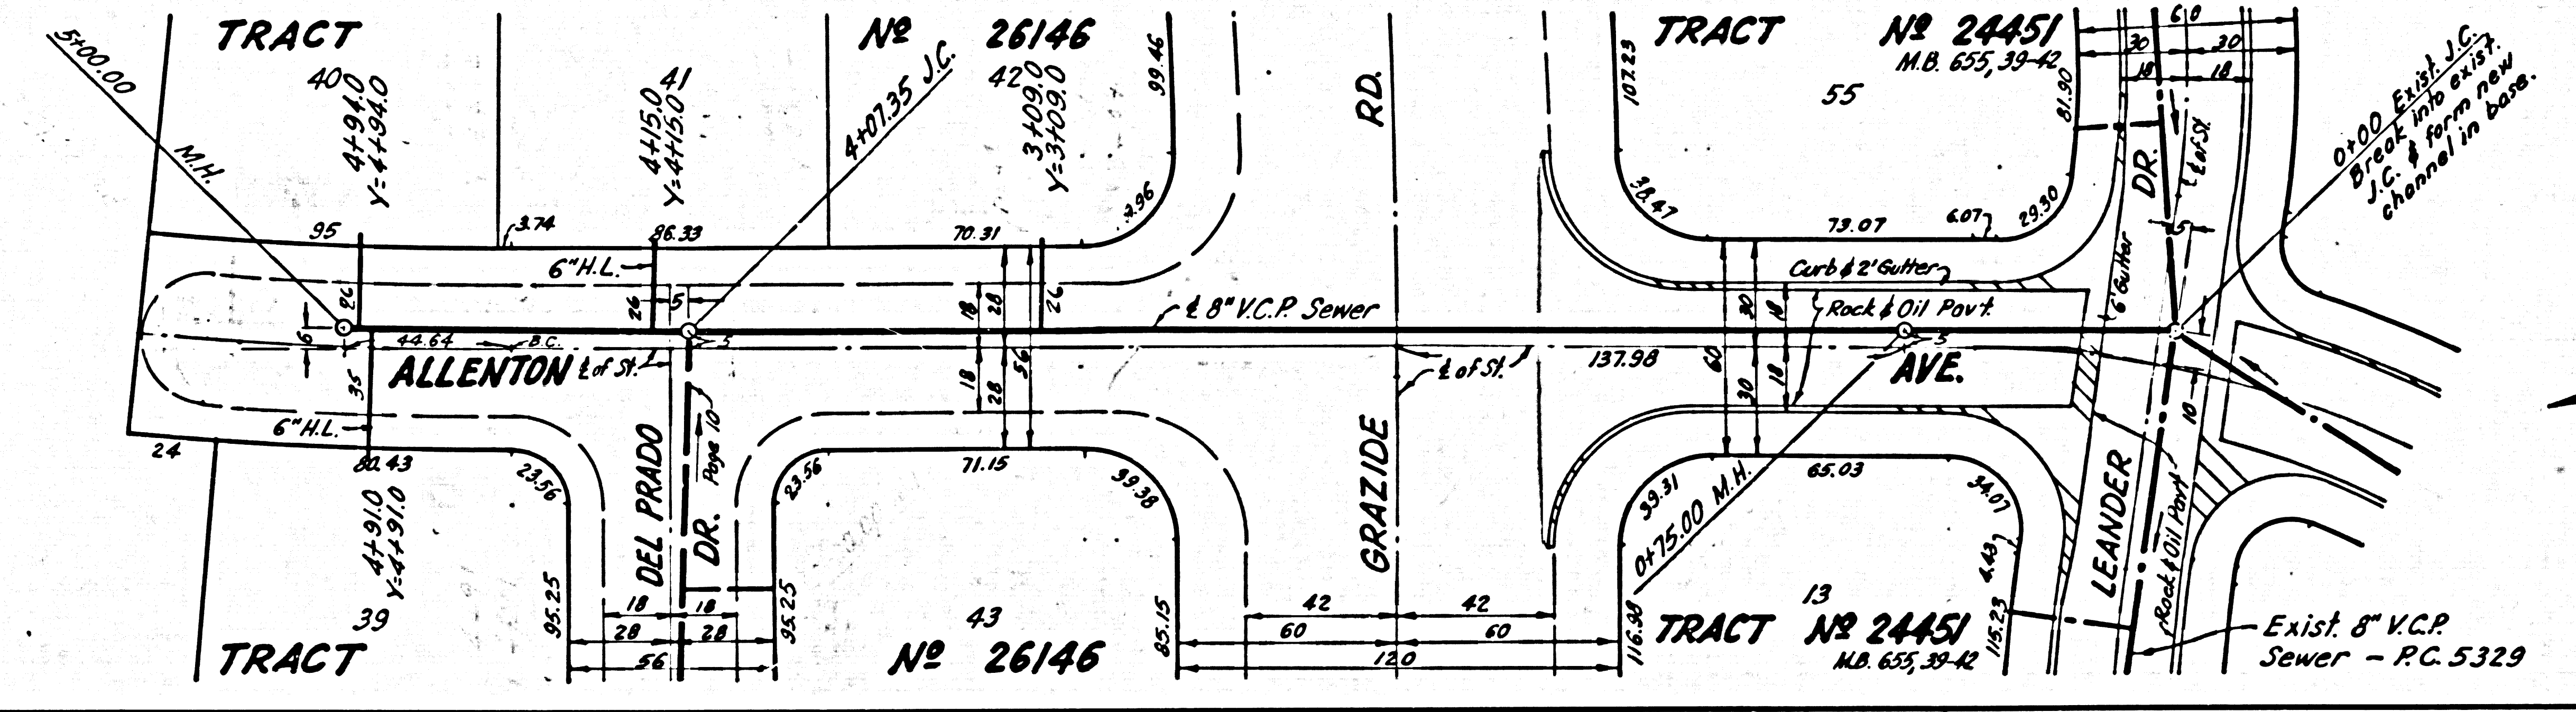 TRACT
Nº 26146
TRACT
Nº 24451
M.B. 655, 39-42
60
30
30
18
18
5+00.00
M.H.
40
4+94.0
Y=4+94.0
41
4+15.0
Y=4+15.0
4+07.35 J.C.
42
3+09.0
Y=3+09.0
99.46
RD.
107.23
55
81.90
DR.
℄ of St.
0+00 Exist. J.C.
Break into exist.
J.C. & form new
channel in base.
95
3.74
86.33
70.31
38.47
73.07
6.07
29.30
5
6" H.L.
26
26
5
18
28
26
℄ 8" V.C.P. Sewer
Curb & 2' Gutter
Rock & Oil Pavt.
30
18
6' Gutter
6
44.64
B.C.
5
56
ALLENTON
℄ of St.
℄ of St.
137.98
60
5
AVE.
35
18
28
30
18
10
6" H.L.
24
80.43
23.56
DEL PRADO
DR.
Page 10
23.56
71.15
39.38
GRAZIDE
39.31
0+75.00 M.H.
65.03
34.07
4.43
LEANDER
Rock & Oil Pavt.
4+91.0
Y=4+91.0
39
95.25
18
18
28
28
56
95.25
43
85.15
42
42
60
60
120
116.98
13
115.23
TRACT
Nº 26146
TRACT
Nº 24451
M.B. 655, 39-42
Exist. 8" V.C.P.
Sewer - P.C. 5329